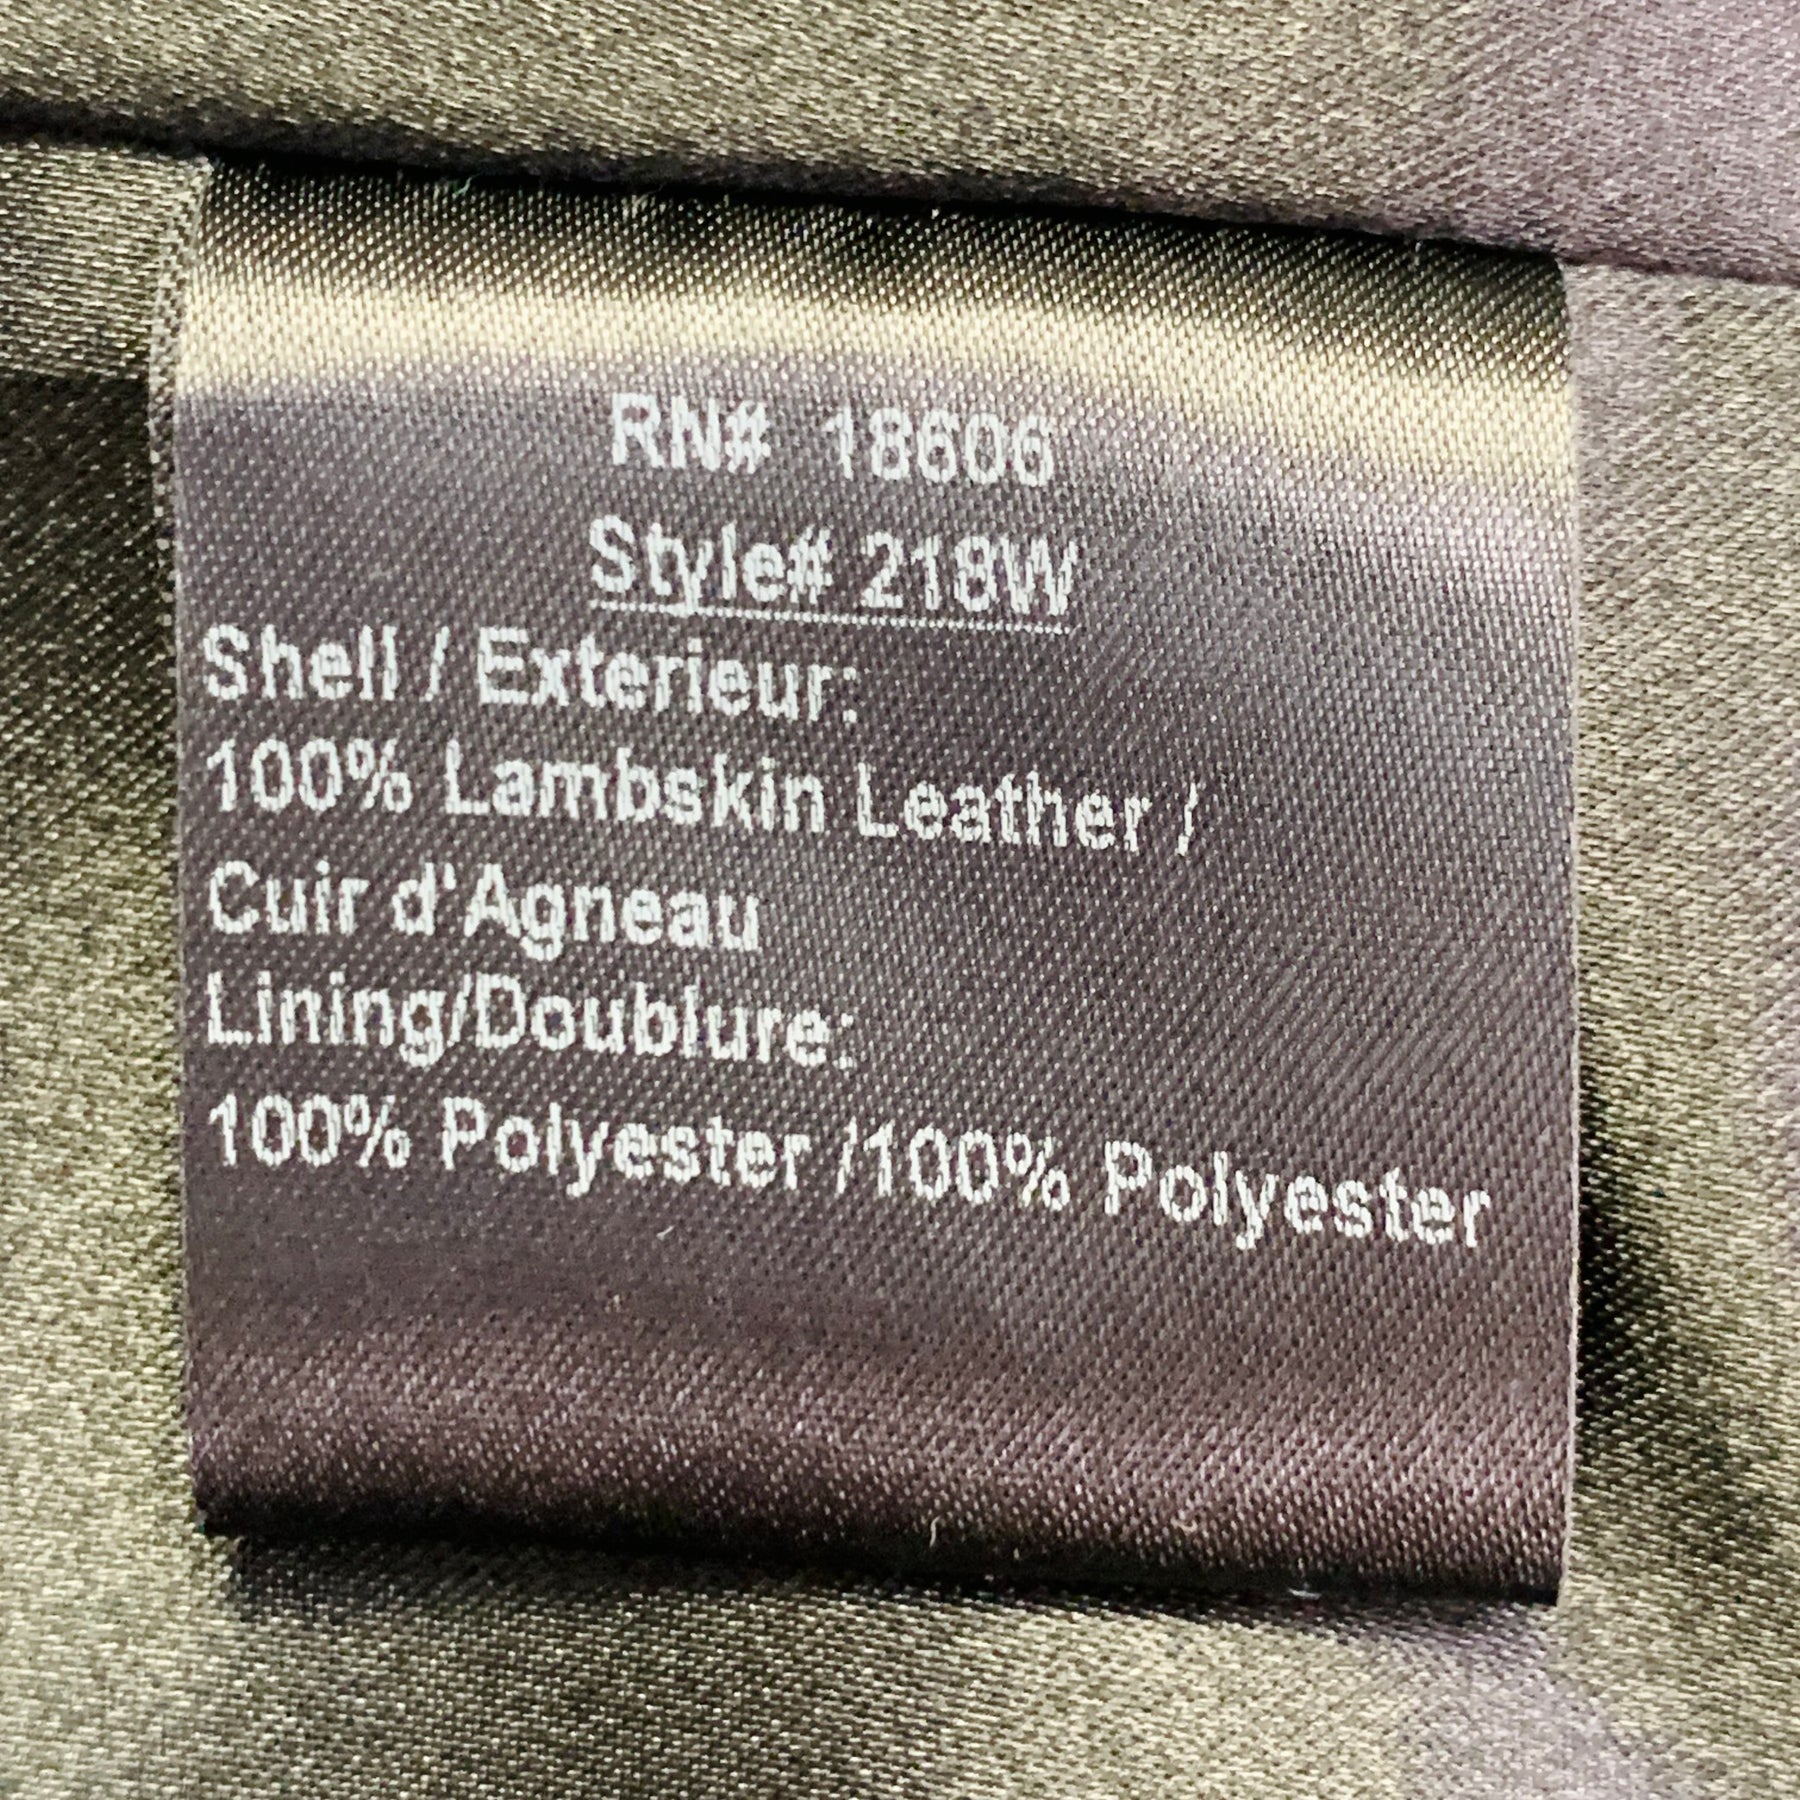 RN# 18606
Style# 218W
Shell / Exterieur:
100% Lambskin Leather /
Cuir d'Agneau
Lining/Doublure:
100% Polyester /100% Polyester